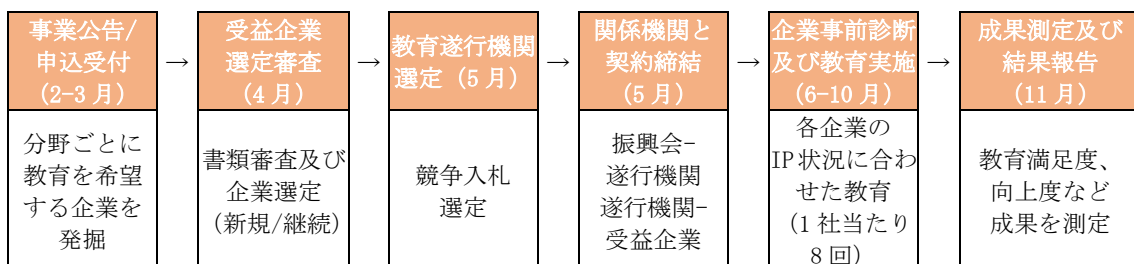 事業公告/
申込受付
(2-3月)
→
受益企業
選定審査
(4月)
→
教育遂行機関
選定（5月）
→
関係機関と
契約締結
(5月)
→
企業事前診断
及び教育実施
(6-10月)
→
成果測定及び
結果報告
(11月)
分野ごとに
教育を希望
する企業を
発掘
書類審査及び
企業選定
(新規/継続)
競争入札
選定
振興会-
遂行機関
遂行機関-
受益企業
各企業の
IP状況に合わ
せた教育
(1社当たり
8回)
教育満足度、
向上度など
成果を測定